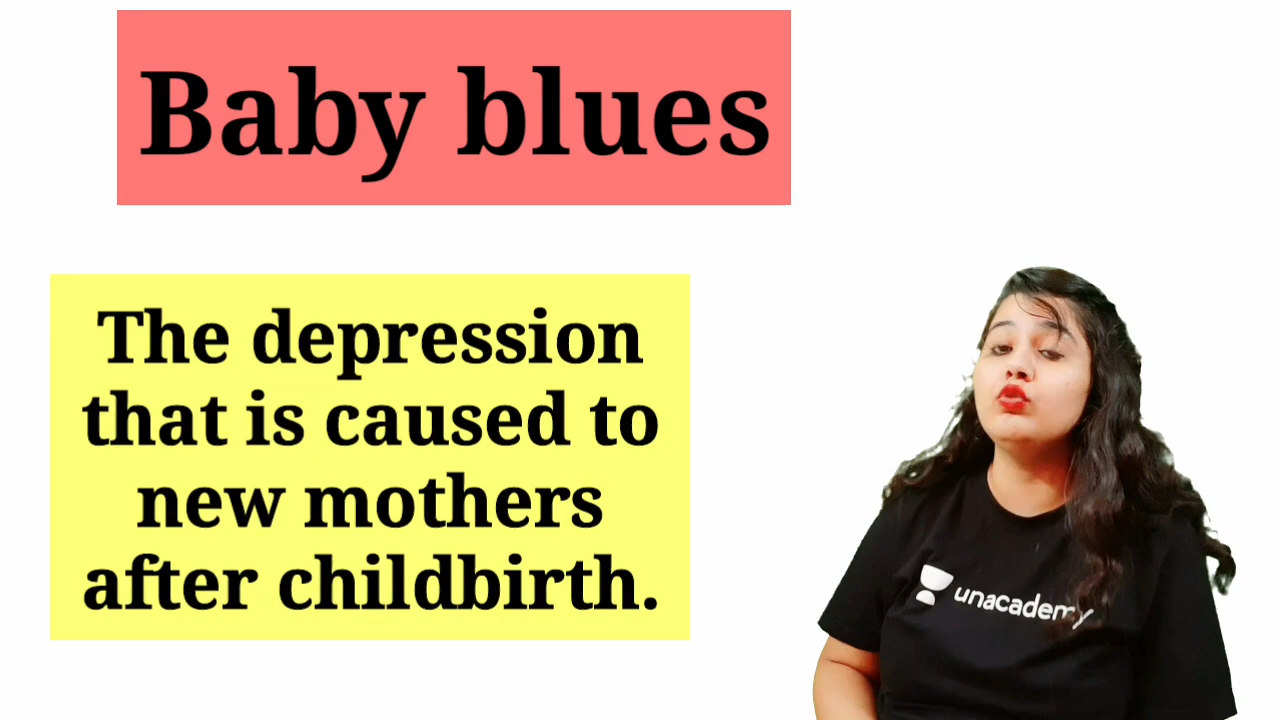 Baby blues
The depression
that is caused to
new mothers
after childbirth.
unacademy